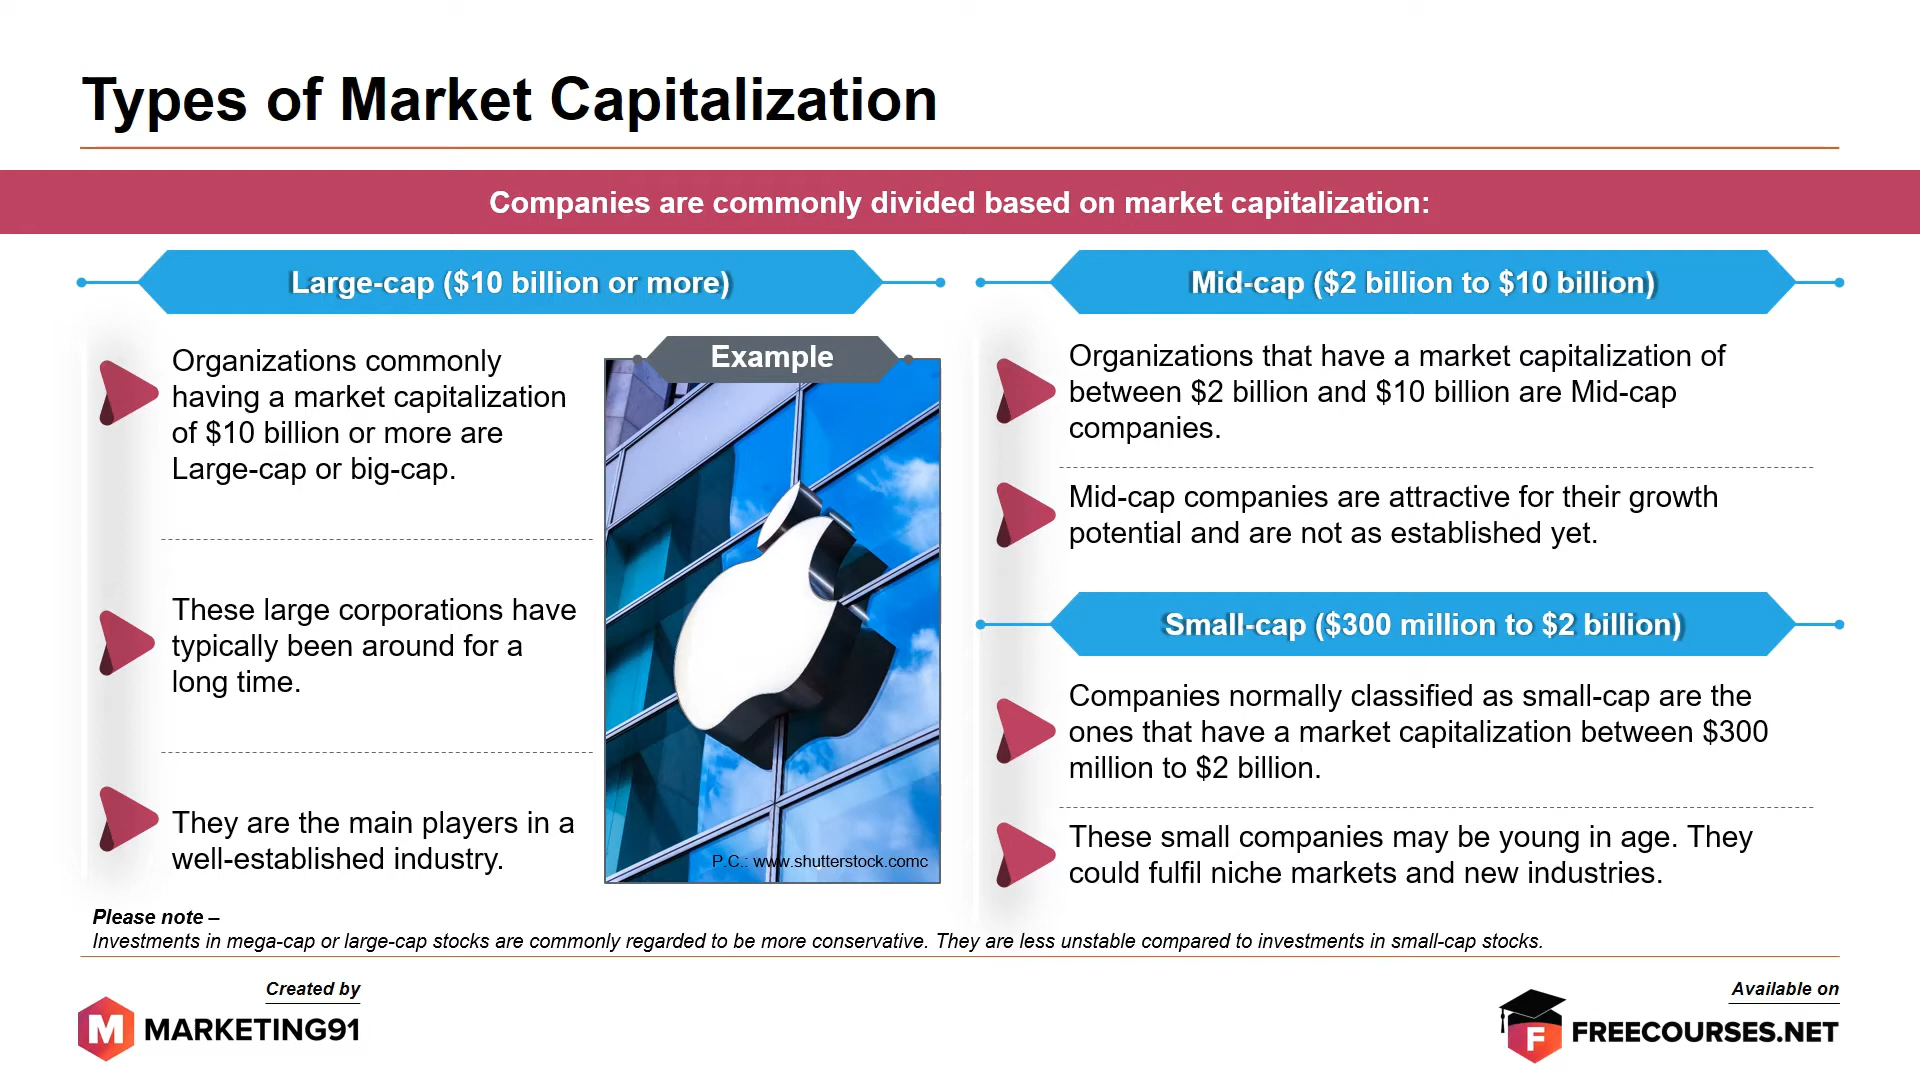 Types of Market Capitalization
Companies are commonly divided based on market capitalization:
Large-cap ($10 billion or more)
Organizations commonly
having a market capitalization
of $10 billion or more are
Large-cap or big-cap.
These large corporations have
typically been around for a
long time.
They are the main players in a
well-established industry.
Example
P.C.: www.shutterstock.comc
Mid-cap ($2 billion to $10 billion)
Organizations that have a market capitalization of
between $2 billion and $10 billion are Mid-cap
companies.
Mid-cap companies are attractive for their growth
potential and are not as established yet.
Small-cap ($300 million to $2 billion)
Companies normally classified as small-cap are the
ones that have a market capitalization between $300
million to $2 billion.
These small companies may be young in age. They
could fulfil niche markets and new industries.
Please note –
Investments in mega-cap or large-cap stocks are commonly regarded to be more conservative. They are less unstable compared to investments in small-cap stocks.
Created by
M MARKETING91
Available on
F FREECOURSES.NET